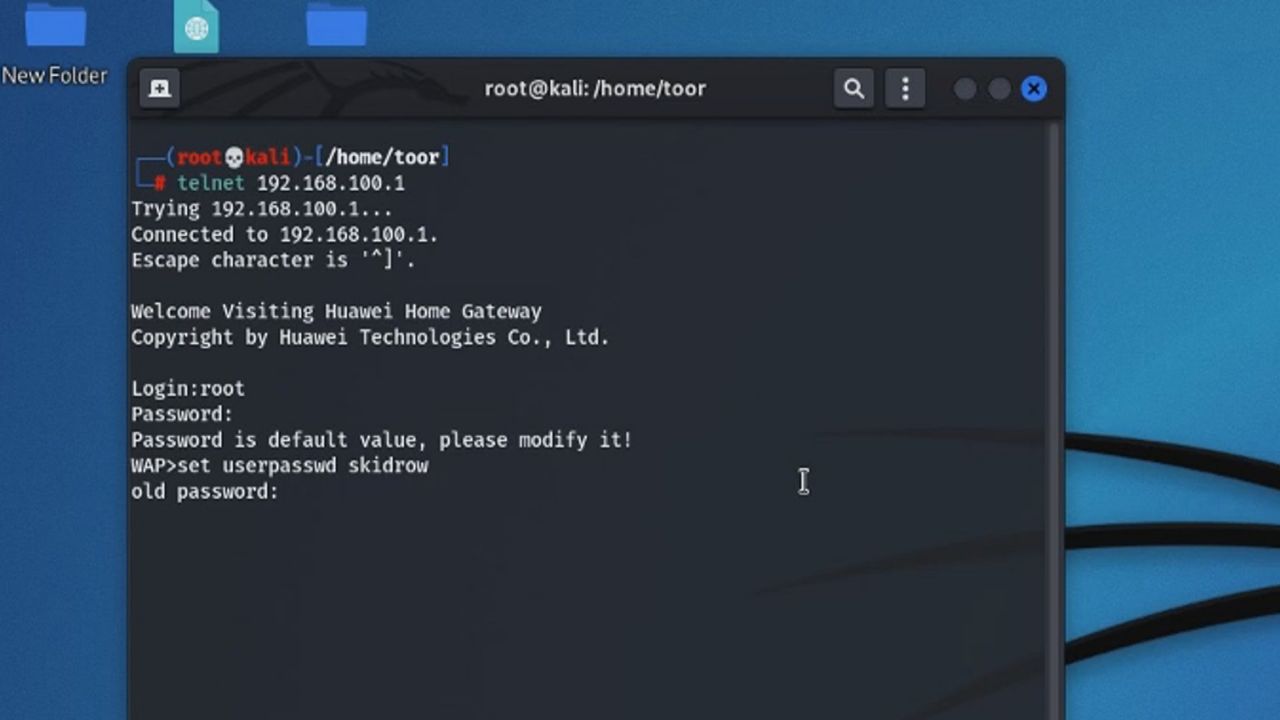 New Folder
root@kali: /home/toor
┌──(root💀kali)-[/home/toor]
└─# telnet 192.168.100.1
Trying 192.168.100.1...
Connected to 192.168.100.1.
Escape character is '^]'.
Welcome Visiting Huawei Home Gateway
Copyright by Huawei Technologies Co., Ltd.
Login:root
Password:
Password is default value, please modify it!
WAP>set userpasswd skidrow
old password: